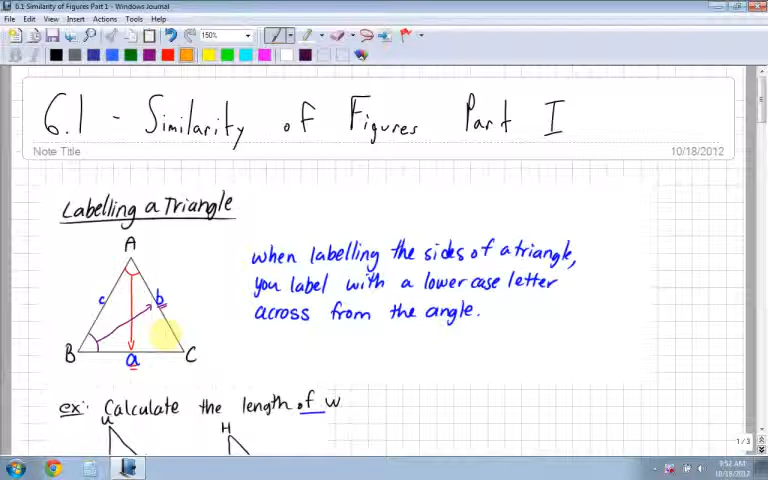 6.1 Similarity of Figures Part 1 - Windows Journal
File Edit View Insert Actions Tools Help
150%
6.1 - Similarity of Figures Part I
Note Title
10/18/2012
Labelling a Triangle
A
c
b
B
a
C
when labelling the sides of a triangle,
you label with a lower case letter
across from the angle.
ex: Calculate the length of w
u
H
1 / 3
9:52 AM
10/18/2012